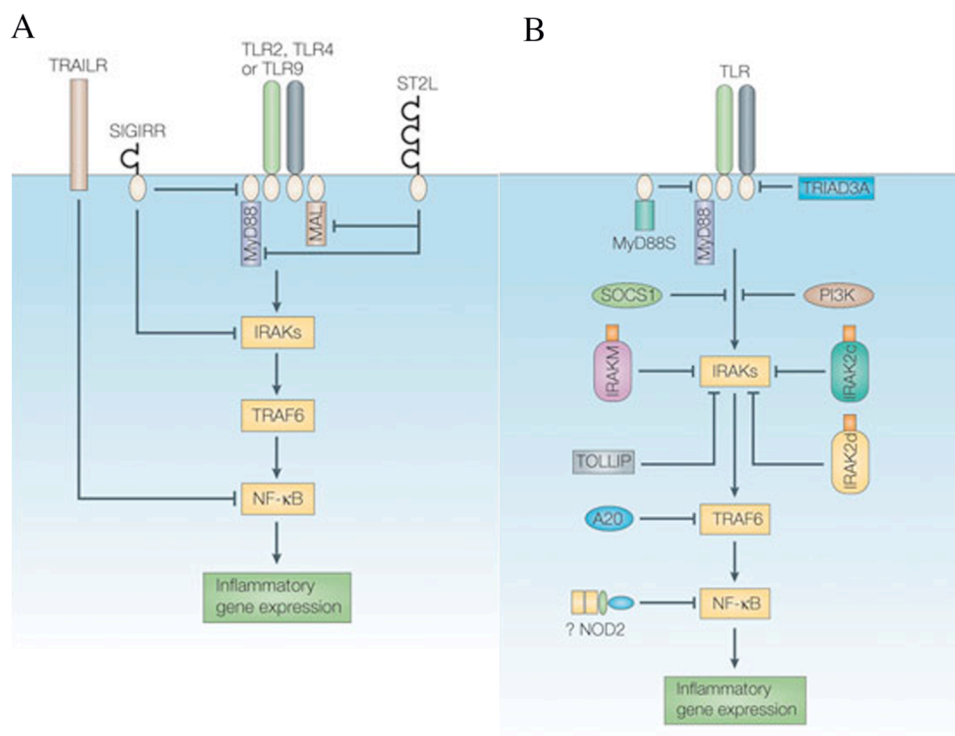 A
TRAILR
SIGIRR
TLR2, TLR4
or TLR9
ST2L
MyD88
MAL
IRAKs
TRAF6
NF-κB
Inflammatory
gene expression
B
TLR
MyD88S
MyD88
TRIAD3A
SOCS1
PI3K
IRAKM
IRAKs
IRAK2c
IRAK2d
TOLLIP
A20
TRAF6
? NOD2
NF-κB
Inflammatory
gene expression